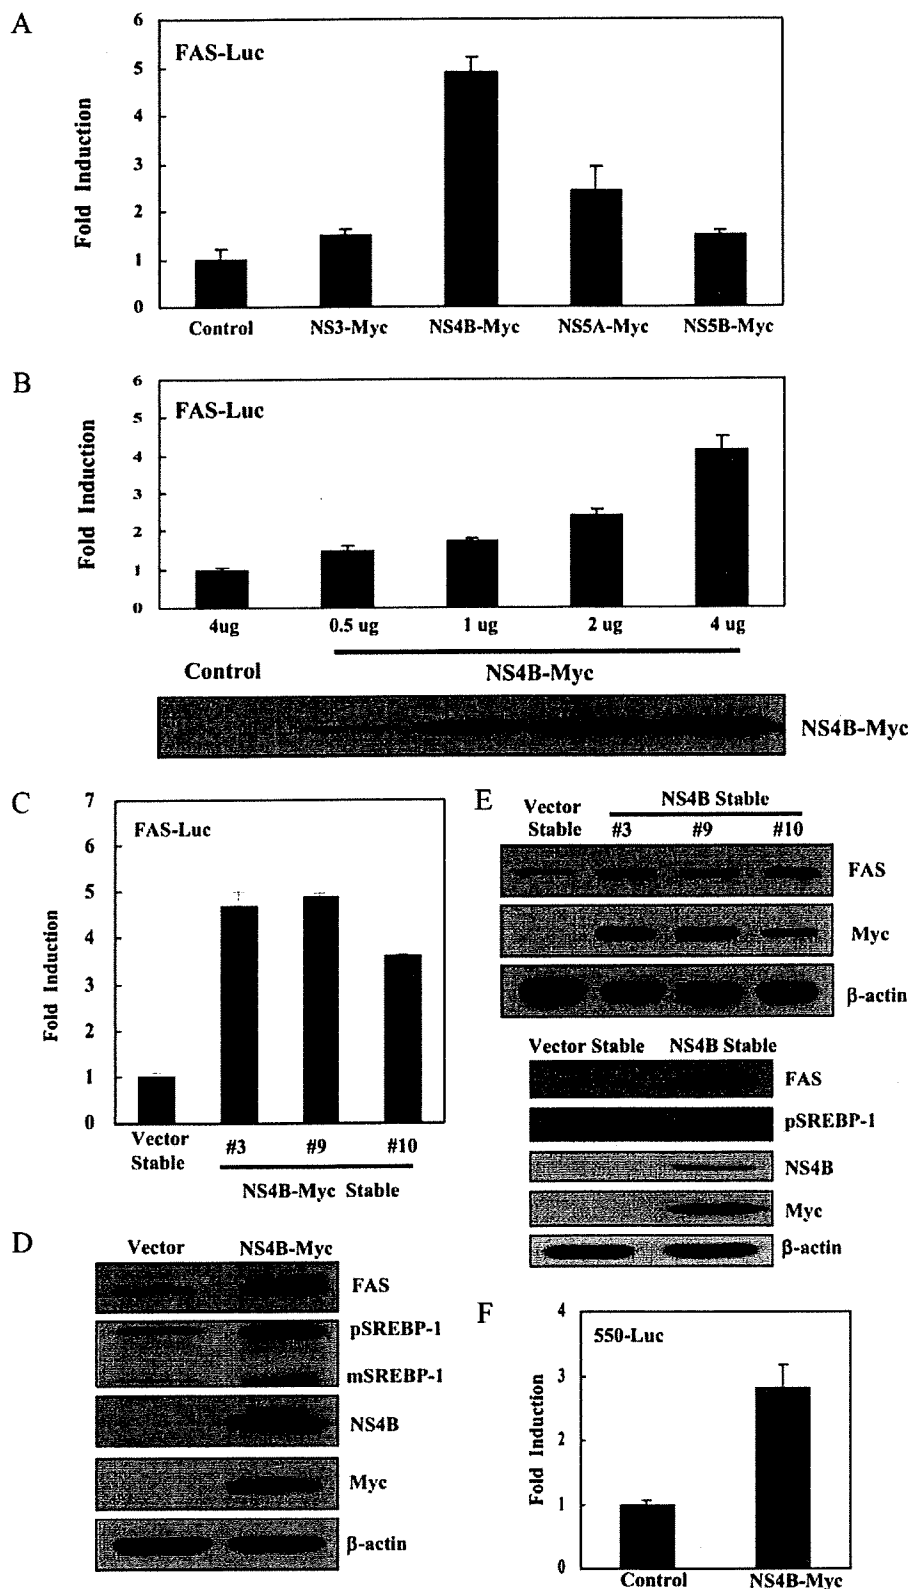 A
6
FAS-Luc
5
4
3
2
1
0
Fold Induction
Control NS3-Myc NS4B-Myc NS5A-Myc NS5B-Myc
B
6
FAS-Luc
5
4
3
2
1
0
Fold Induction
4ug 0.5 ug 1 ug 2 ug 4 ug
Control NS4B-Myc
NS4B-Myc
C
7
FAS-Luc
6
5
4
3
2
1
0
Fold Induction
Vector Stable #3 #9 #10
NS4B-Myc Stable
D
Vector NS4B-Myc
FAS
pSREBP-1
mSREBP-1
NS4B
Myc
β-actin
E
Vector Stable NS4B Stable
#3 #9 #10
FAS
Myc
β-actin
Vector Stable NS4B Stable
FAS
pSREBP-1
NS4B
Myc
β-actin
F
4
550-Luc
3
2
1
0
Fold Induction
Control NS4B-Myc